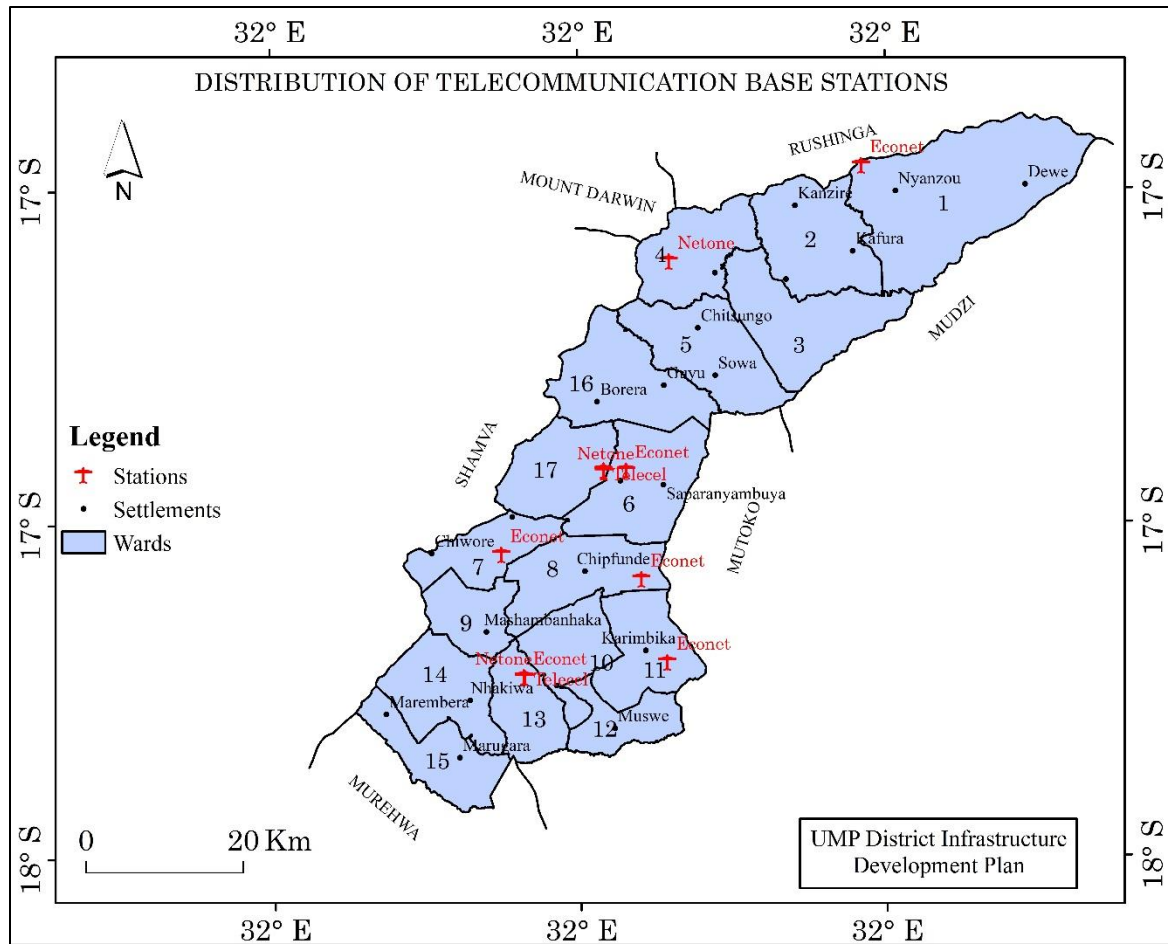 32° E
32° E
32° E
DISTRIBUTION OF TELECOMMUNICATION BASE STATIONS
17° S
17° S
N
RUSHINGA
Econet
Nyanzou
Dewe
1
MOUNT DARWIN
Kanzire
2
Kafura
4
Netone
MUDZI
Chitsungo
5
3
Sowa
Guyu
16
Borera
Legend
Stations
Settlements
Wards
SHAMVA
17
Netone
Econet
Telecel
6
Saparanyambuya
MUTOKO
17° S
17° S
Chiwore
Econet
7
8
Chipfunde
Econet
9
Mashambanhaka
Karimbika
10
Econet
11
Netone
Econet
Telecel
14
Nhakiwa
13
Marembera
12
Muswe
15
Marugara
MUREHWA
0
20 Km
UMP District Infrastructure
Development Plan
18° S
18° S
32° E
32° E
32° E